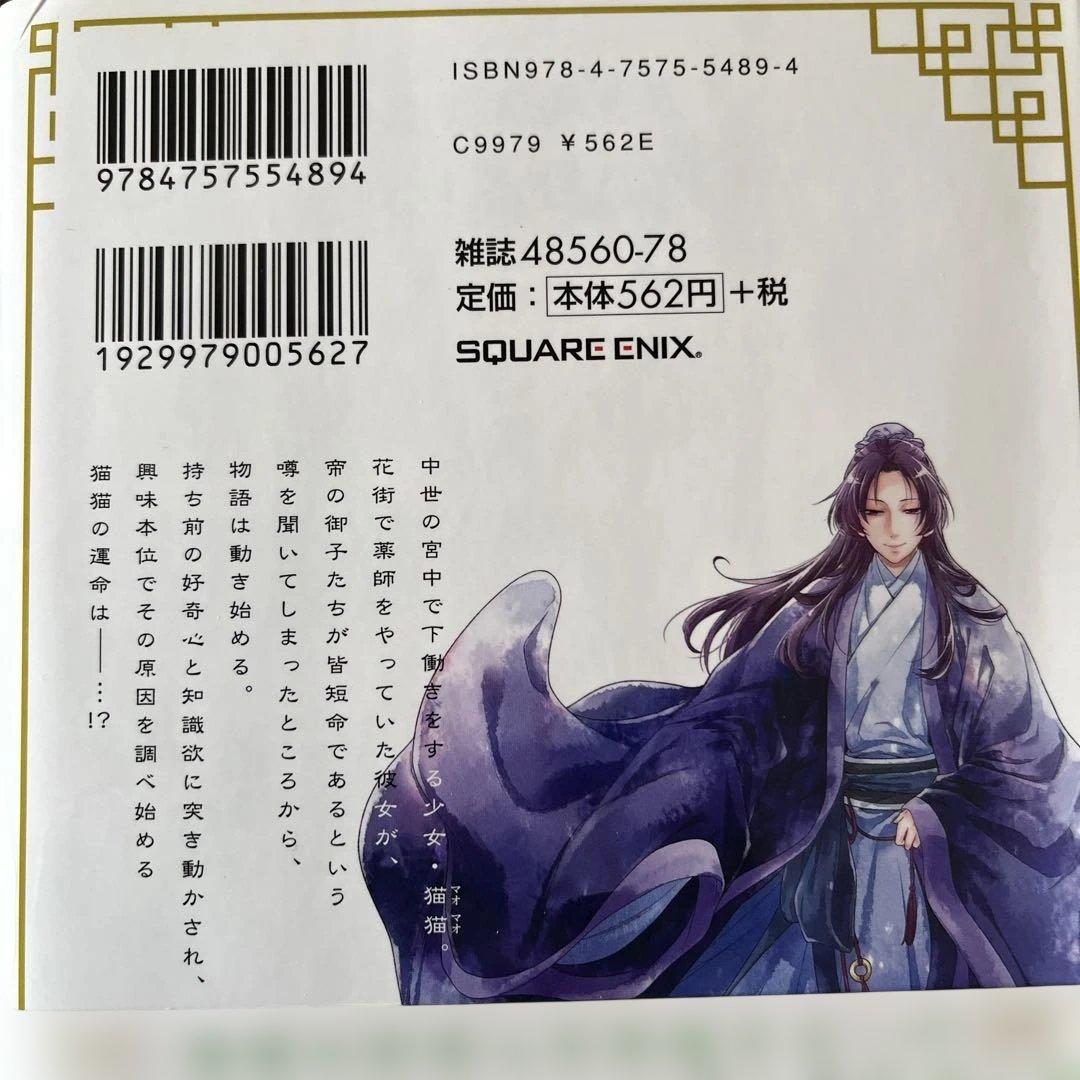 9784757554894
ISBN978-4-7575-5489-4
C9979 ¥562E
1929979005627
雑誌48560-78
定価：本体562円＋税
SQUARE ENIX®
中世の宮中で下働きをする少女・猫猫。
マオマオ
花街で薬師をやっていた彼女が、
帝の御子たちが皆短命であるという
噂を聞いてしまったところから、
物語は動き始める。
持ち前の好奇心と知識欲に突き動かされ、
興味本位でその原因を調べ始める
猫猫の運命は――…!?